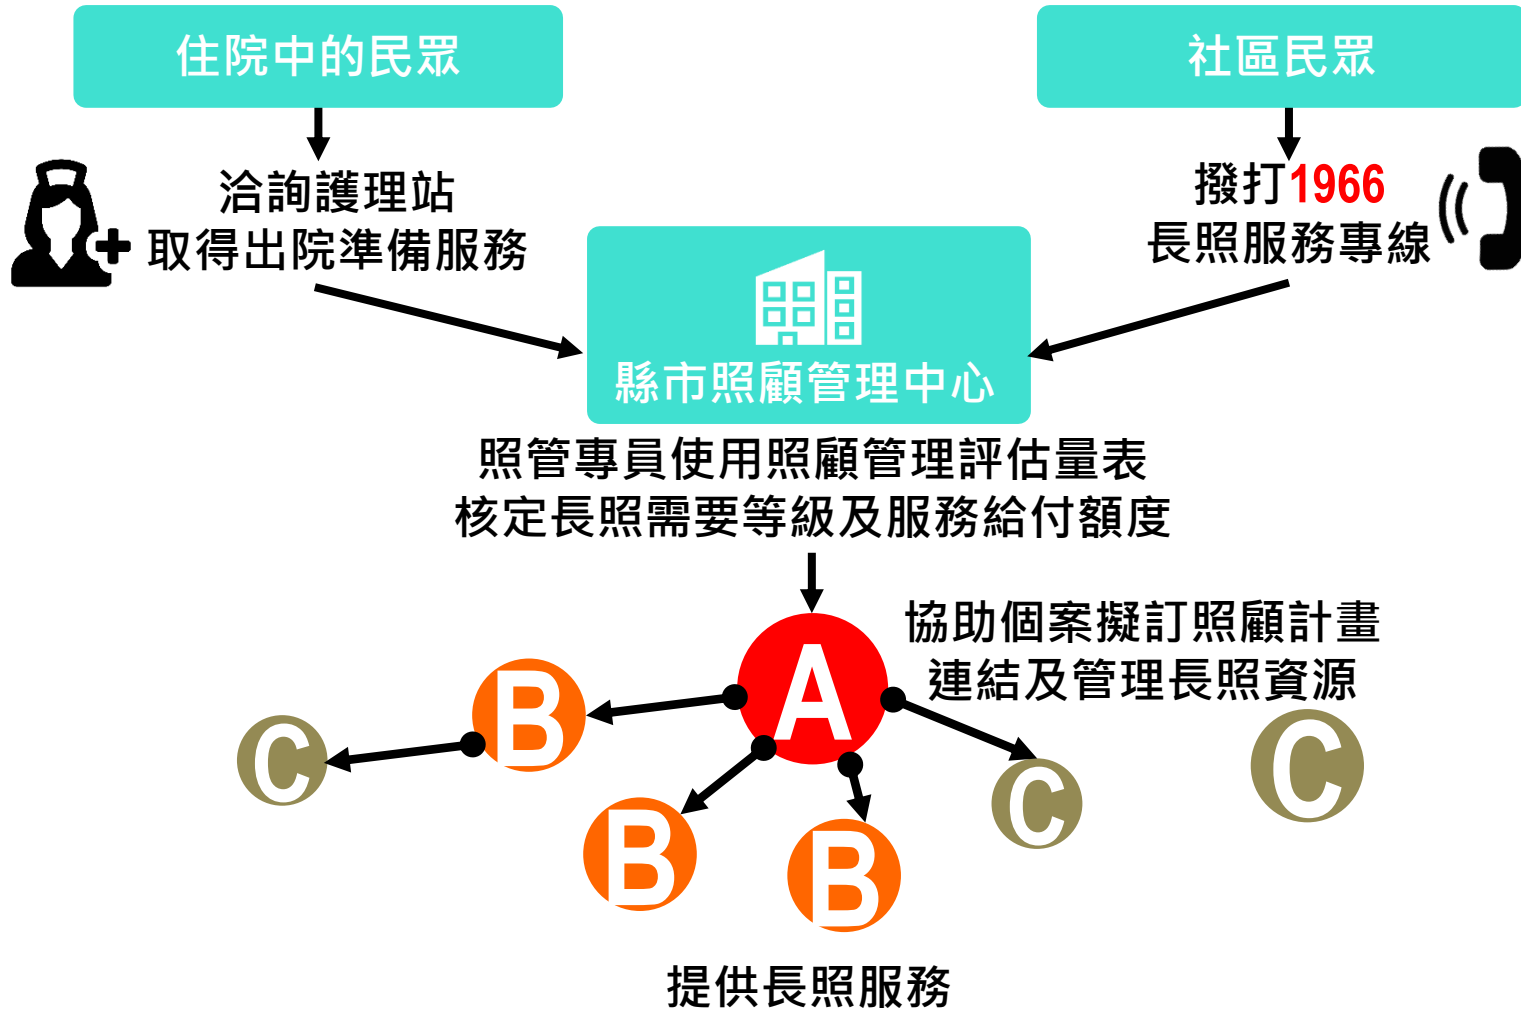 住院中的民眾
社區民眾
洽詢護理站
取得出院準備服務
撥打1966
長照服務專線
縣市照顧管理中心
照管專員使用照顧管理評估量表
核定長照需要等級及服務給付額度
協助個案擬訂照顧計畫
連結及管理長照資源
A
B
C
B
B
C
C
提供長照服務